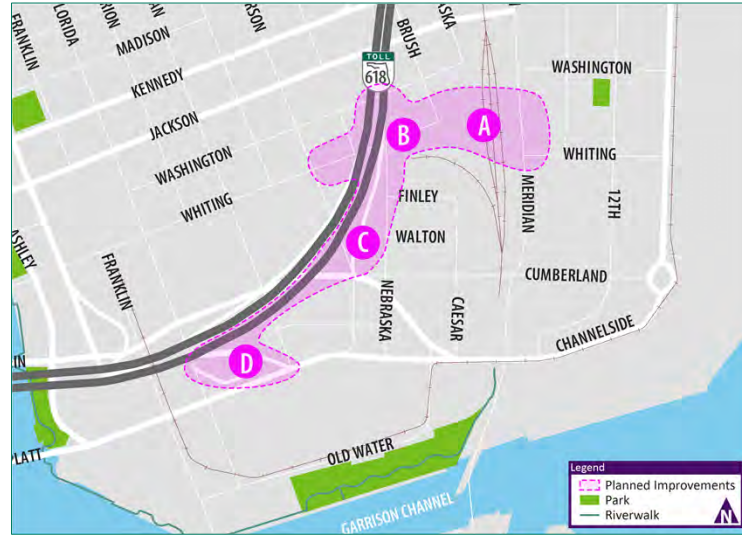 FRANKLIN
FLORIDA
MADISON
KENNEDY
JACKSON
WASHINGTON
WHITING
BRUSH
TOLL
618
WASHINGTON
A
B
WHITING
MERIDIAN
12TH
FINLEY
WALTON
C
ASHLEY
FRANKLIN
CUMBERLAND
NEBRASKA
CAESAR
CHANNELSIDE
D
PLATT
OLD WATER
GARRISON CHANNEL
Legend
Planned Improvements
Park
Riverwalk
N